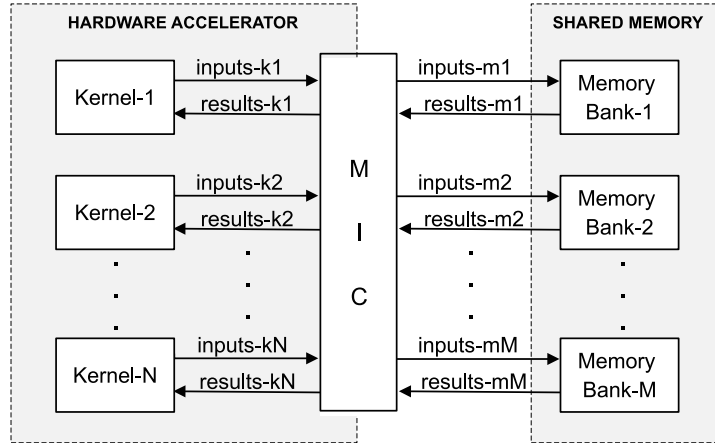 HARDWARE ACCELERATOR
SHARED MEMORY
Kernel-1
inputs-k1
results-k1
inputs-m1
results-m1
Memory
Bank-1
Kernel-2
inputs-k2
results-k2
M
I
C
inputs-m2
results-m2
Memory
Bank-2
Kernel-N
inputs-kN
results-kN
inputs-mM
results-mM
Memory
Bank-M